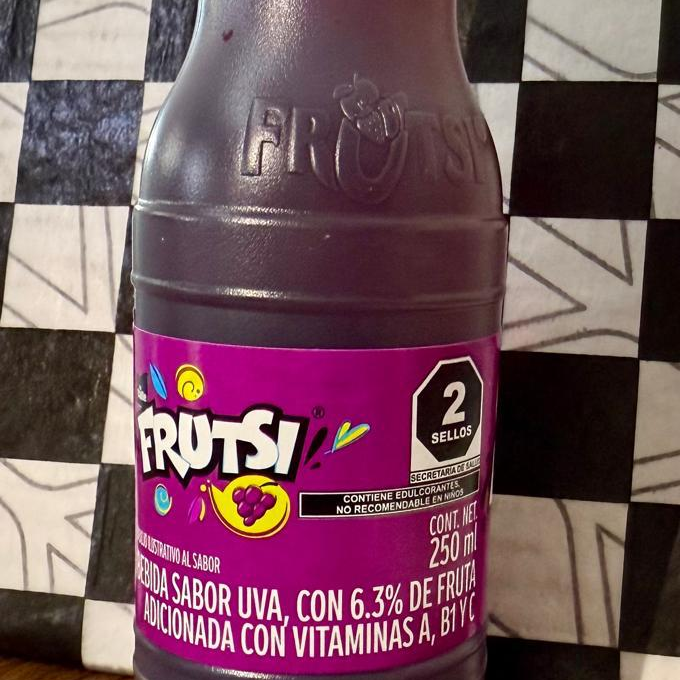 FRUTSI
FRUTSI®
2
SELLOS
SECRETARÍA DE SALUD
CONTIENE EDULCORANTES,
NO RECOMENDABLE EN NIÑOS
CONT. NET.
250 ml
ILUSTRATIVO AL SABOR
BEBIDA SABOR UVA, CON 6.3% DE FRUTA
ADICIONADA CON VITAMINAS A, B1 Y C